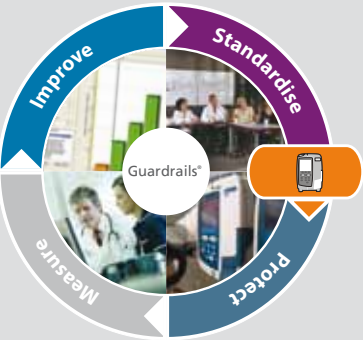 Improve
Standardise
Guardrails®
Measure
Protect